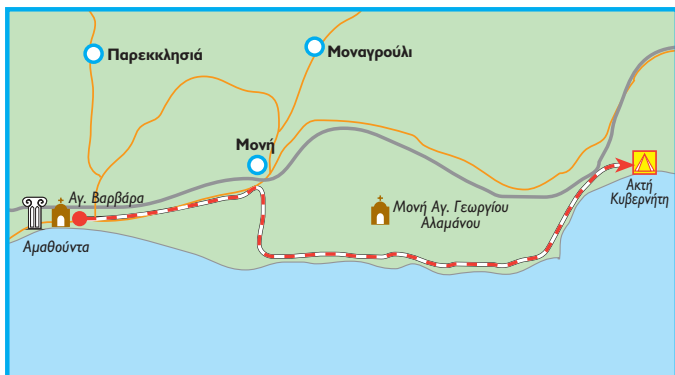 Παρεκκλησιά
Μοναγρούλι
Μονή
Αγ. Βαρβάρα
Αμαθούντα
Μονή Αγ. Γεωργίου
Αλαμάνου
Ακτή
Κυβερνήτη